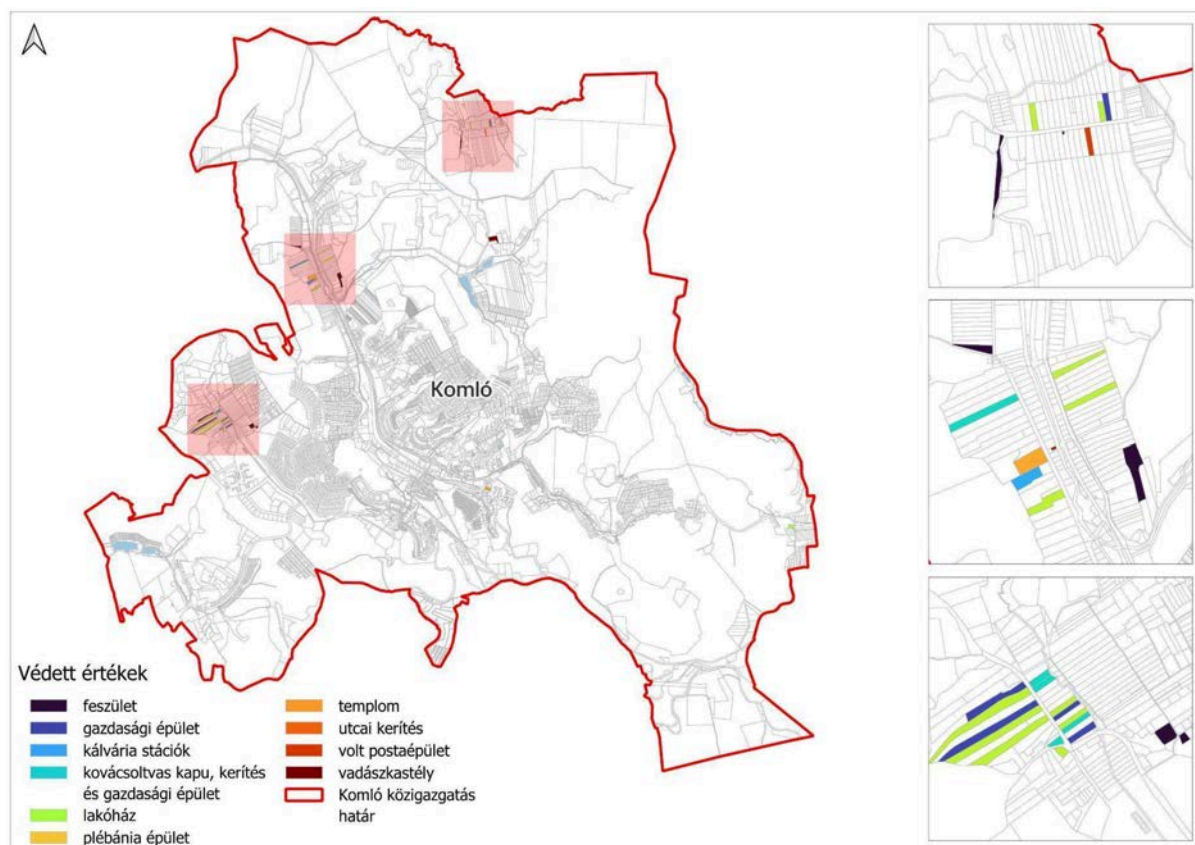 Komló
Védett értékek
feszület
gazdasági épület
kálvária stációk
kovácsoltvas kapu, kerítés
és gazdasági épület
lakóház
plébánia épület
templom
utcai kerítés
volt postaépület
vadászkastély
Komló közigazgatás
határ